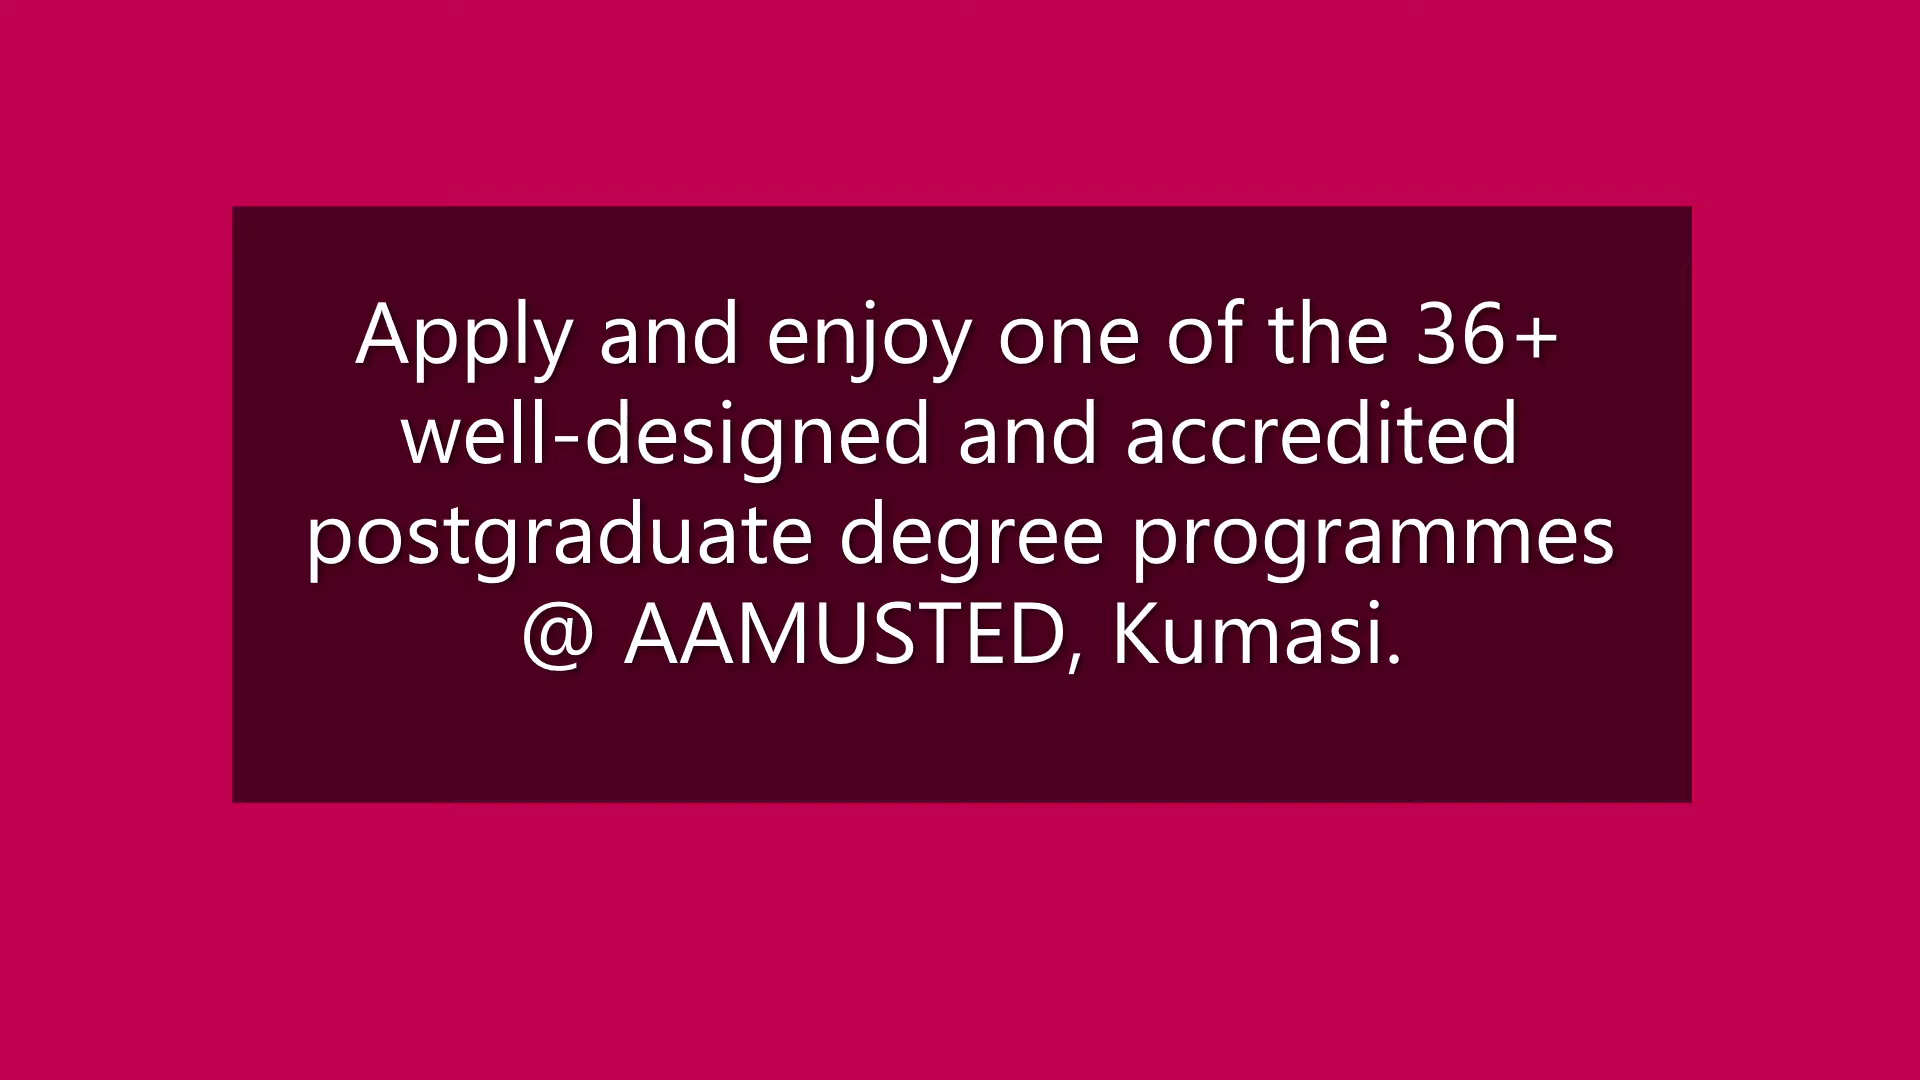 Apply and enjoy one of the 36+
well-designed and accredited
postgraduate degree programmes
@ AAMUSTED, Kumasi.